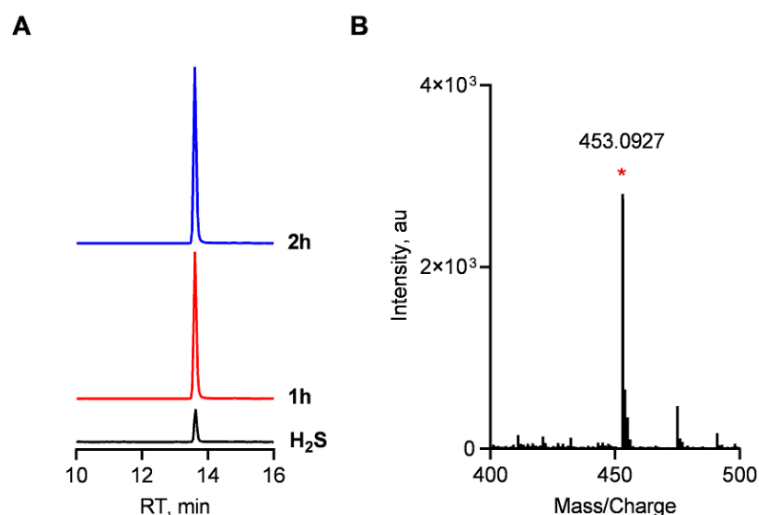 A
2h
1h
H₂S
10 12 14 16
RT, min
B
4×10³
453.0927
*
2×10³
Intensity, au
0
400 450 500
Mass/Charge